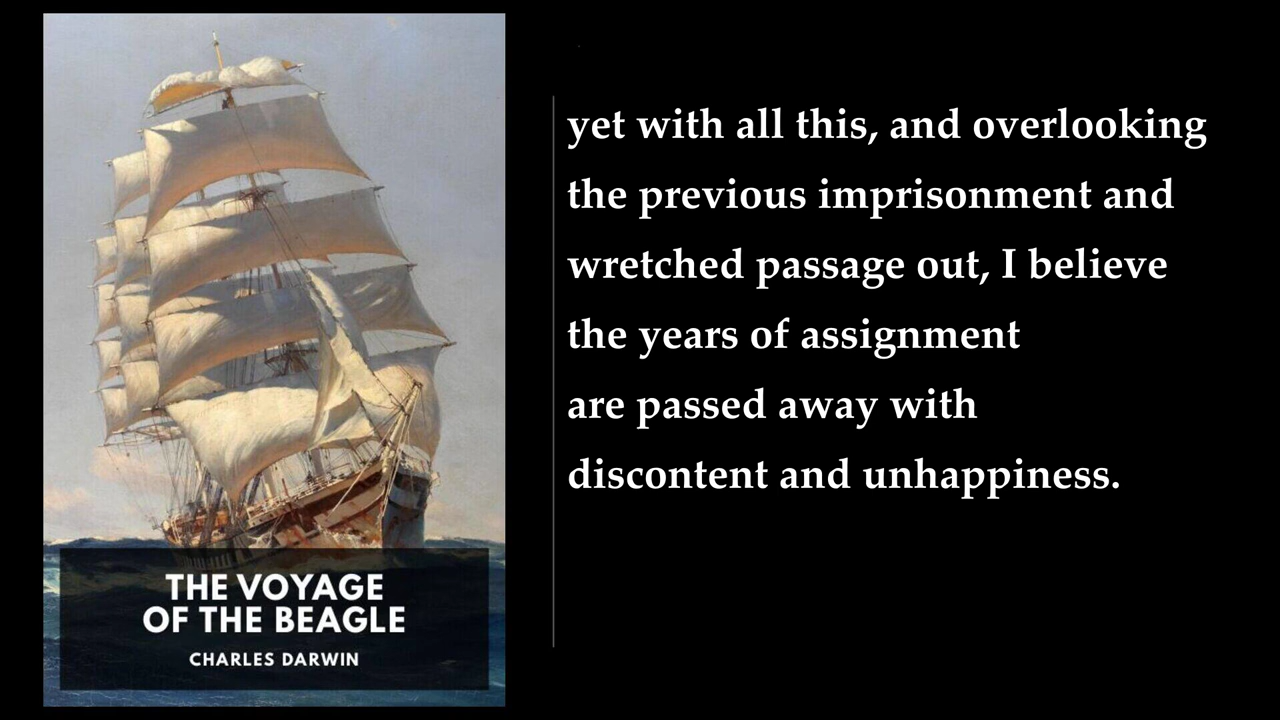 yet with all this, and overlooking
the previous imprisonment and
wretched passage out, I believe
the years of assignment
are passed away with
discontent and unhappiness.
THE VOYAGE
OF THE BEAGLE
CHARLES DARWIN